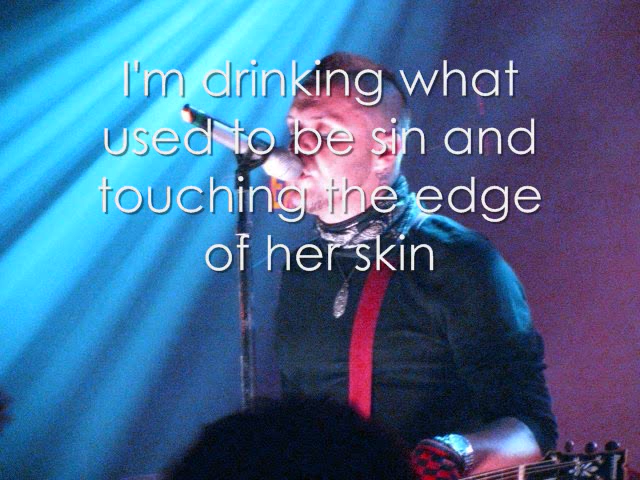 I'm drinking what
used to be sin and
touching the edge
of her skin